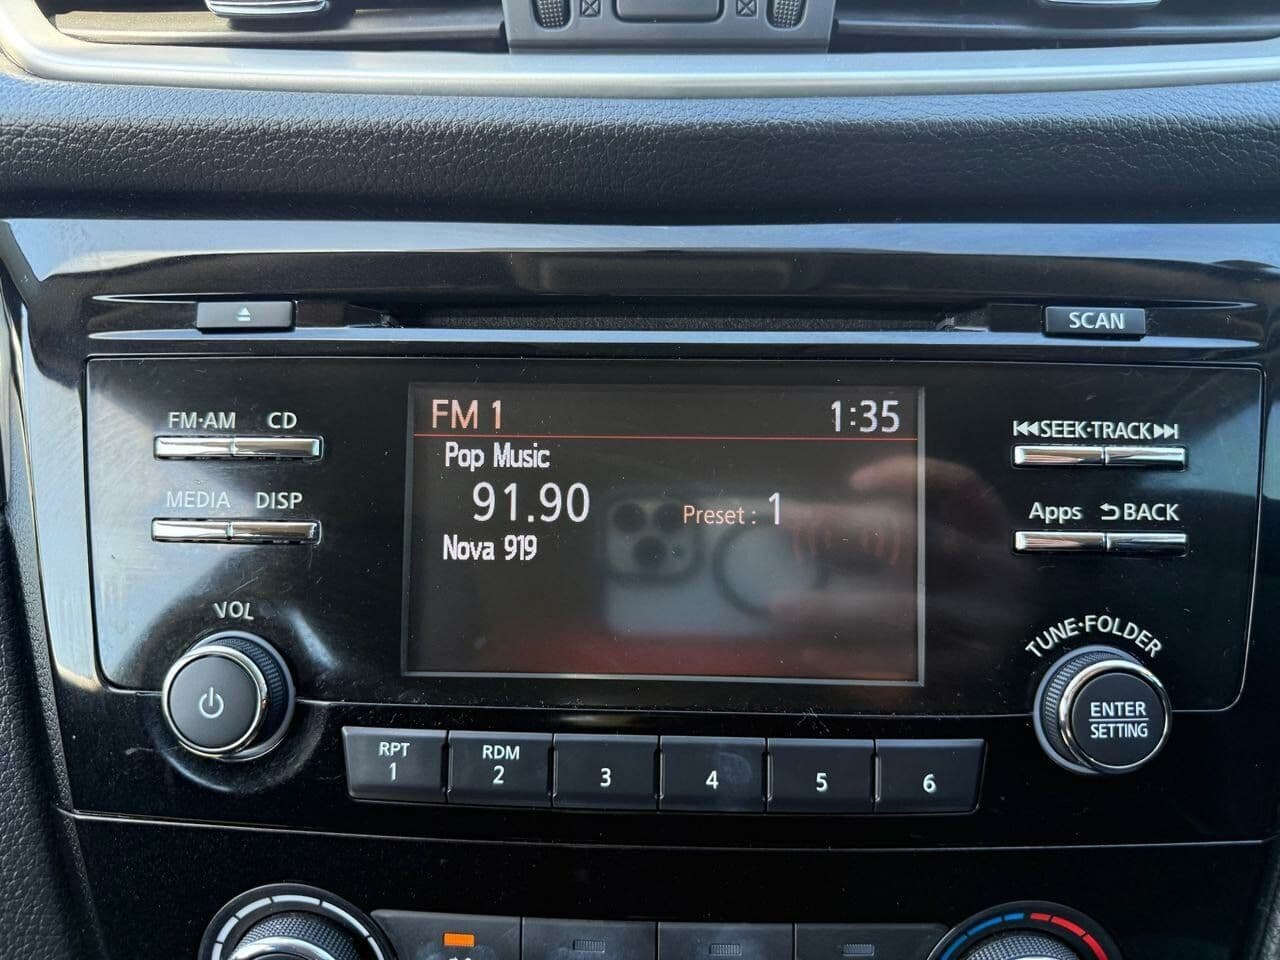 SCAN
FM·AM CD
MEDIA DISP
VOL
FM 1 1:35
Pop Music
91.90 Preset : 1
Nova 919
SEEK·TRACK
Apps BACK
TUNE·FOLDER
ENTER
SETTING
RPT
1
RDM
2
3
4
5
6